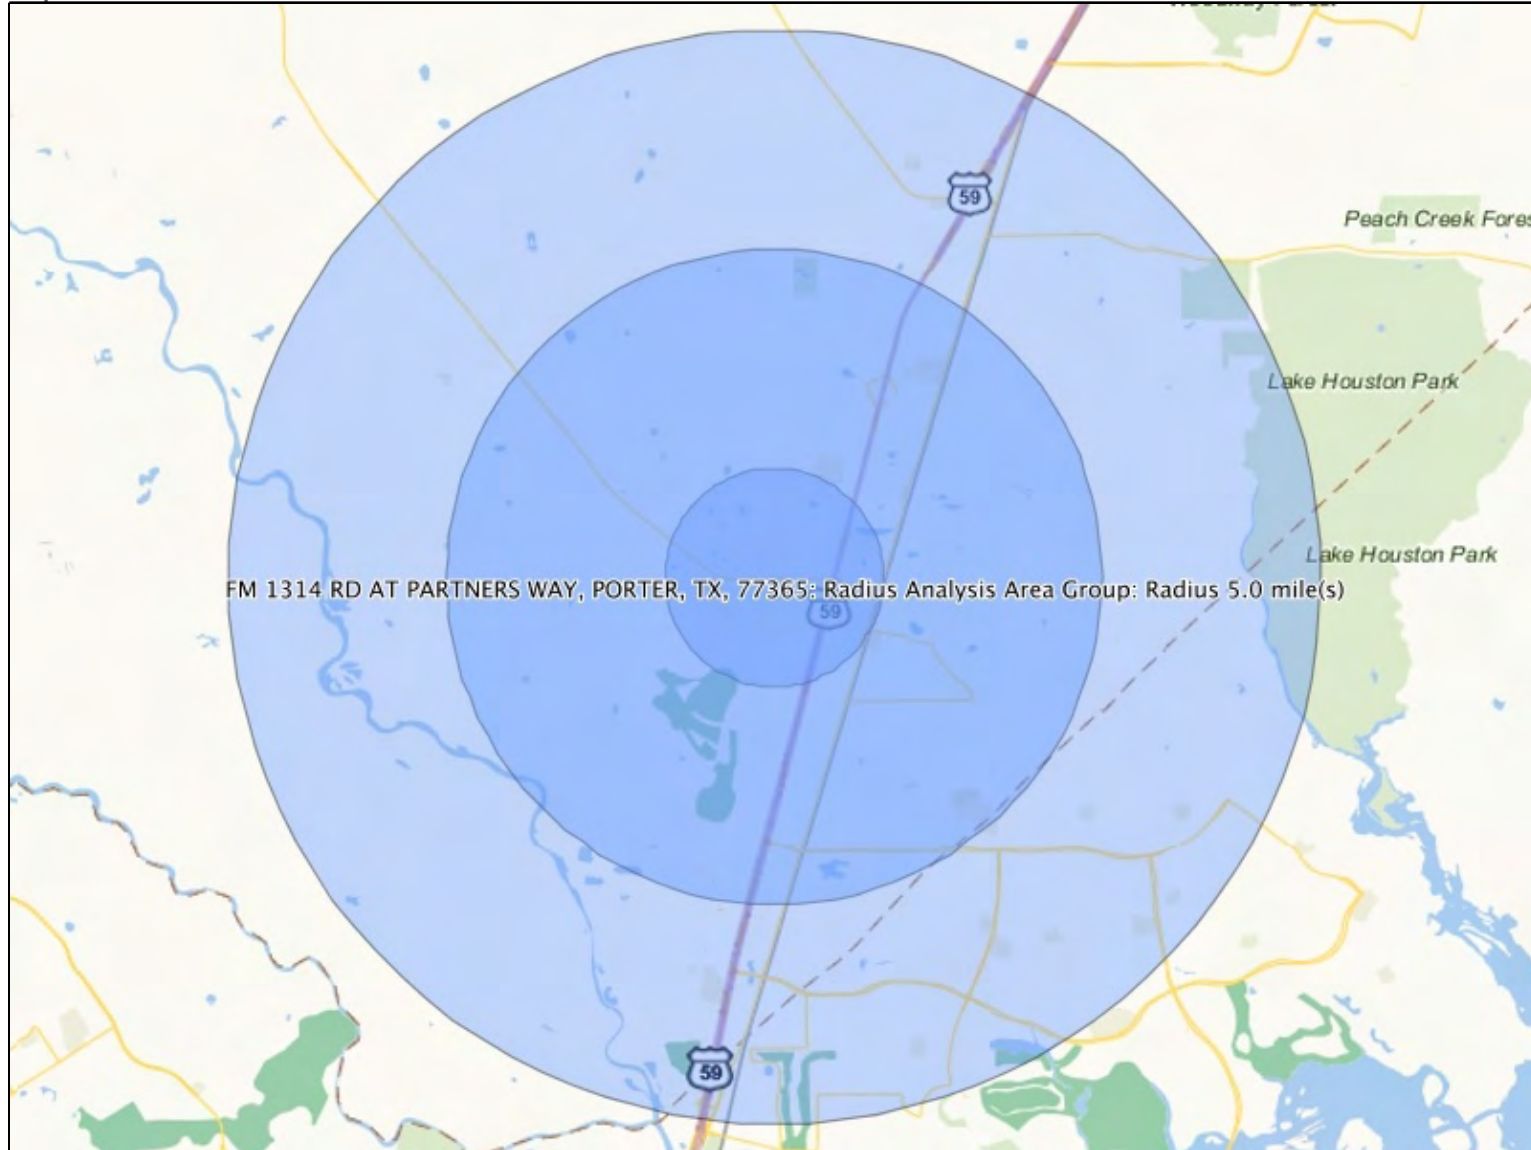 59
Peach Creek Fores
Lake Houston Park
Lake Houston Park
FM 1314 RD AT PARTNERS WAY, PORTER, TX, 77365: Radius Analysis Area Group: Radius 5.0 mile(s)
59
59